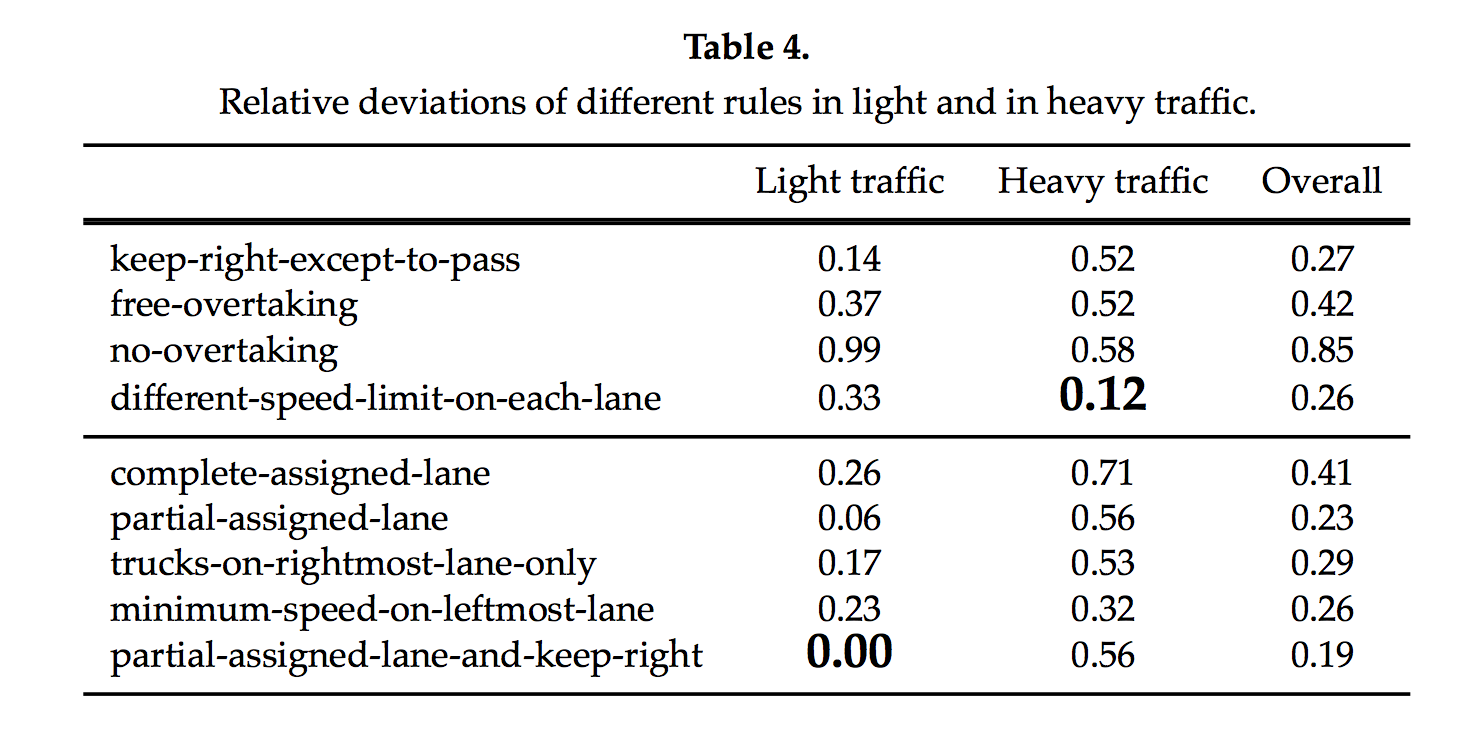 Table 4.
Relative deviations of different rules in light and in heavy traffic.
Light traffic Heavy traffic Overall
keep-right-except-to-pass 0.14 0.52 0.27
free-overtaking 0.37 0.52 0.42
no-overtaking 0.99 0.58 0.85
different-speed-limit-on-each-lane 0.33 0.12 0.26
complete-assigned-lane 0.26 0.71 0.41
partial-assigned-lane 0.06 0.56 0.23
trucks-on-rightmost-lane-only 0.17 0.53 0.29
minimum-speed-on-leftmost-lane 0.23 0.32 0.26
partial-assigned-lane-and-keep-right 0.00 0.56 0.19